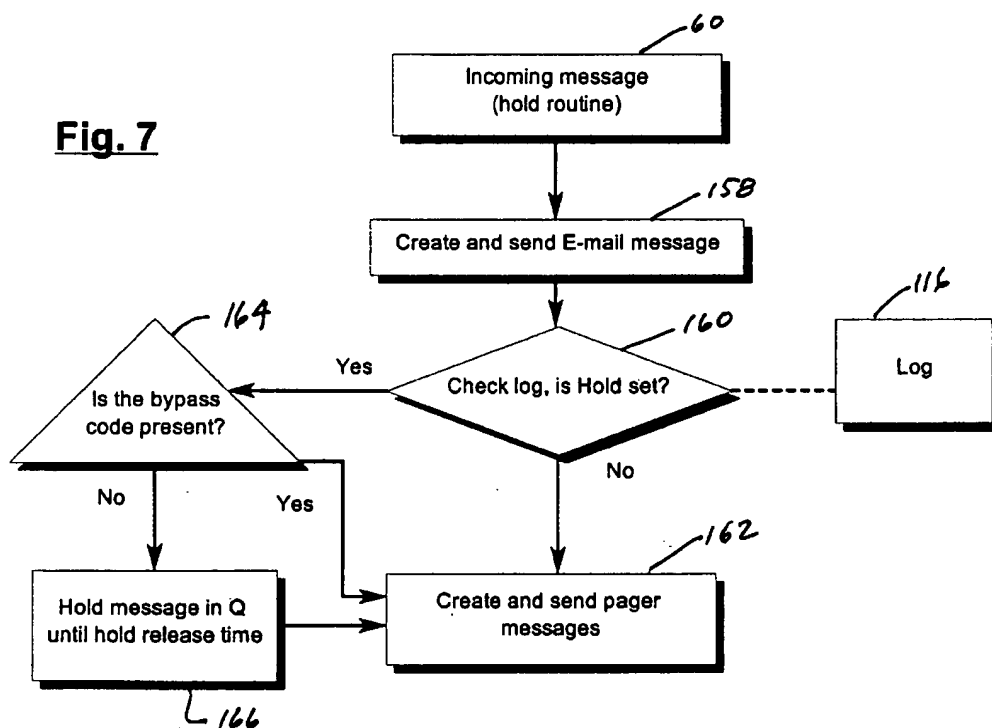 60
Incoming message
(hold routine)
Fig. 7
158
Create and send E-mail message
116
164
160
Yes
Check log, is Hold set?
Log
Is the bypass
code present?
No
No
Yes
162
Hold message in Q
until hold release time
Create and send pager
messages
166